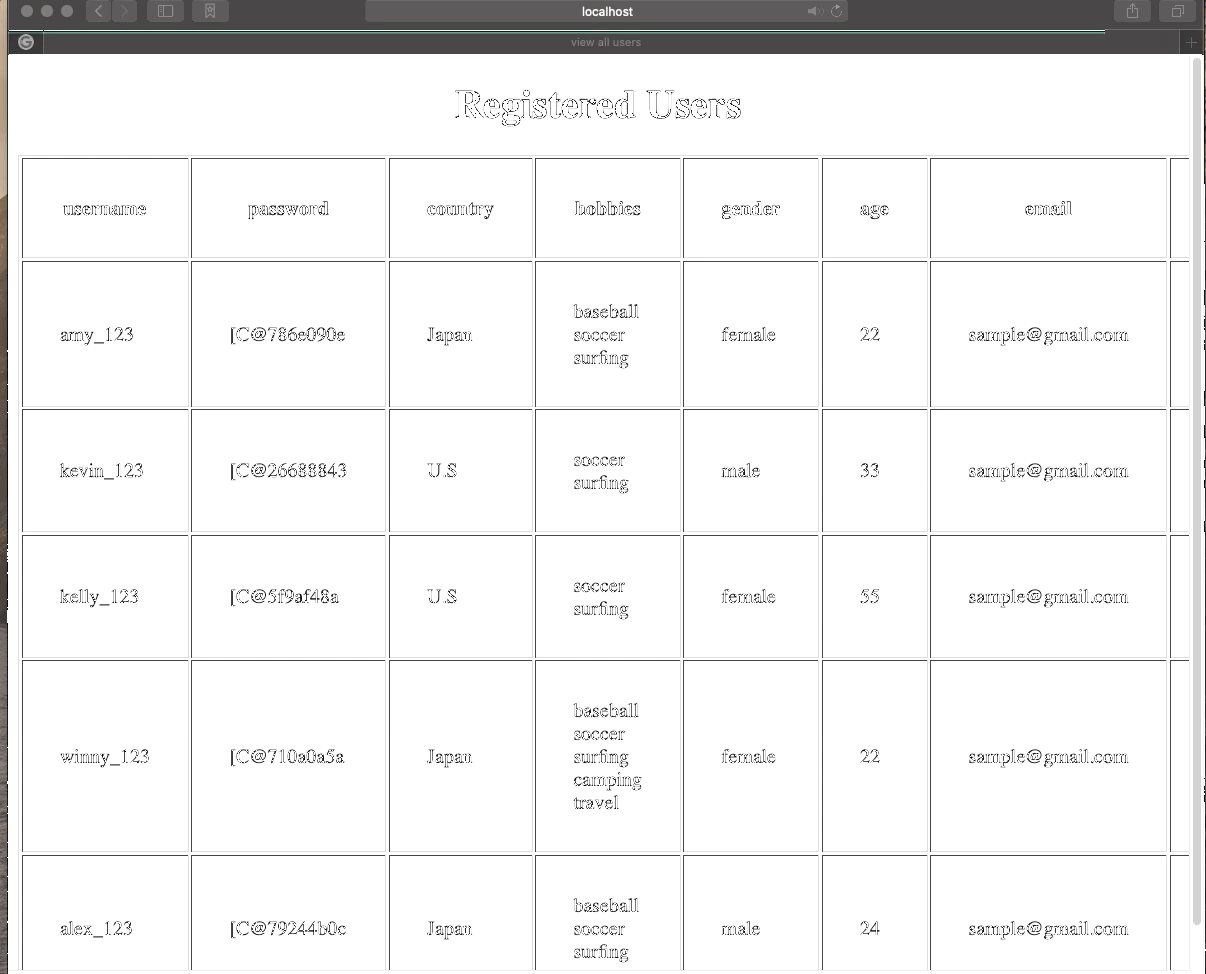 localhost
G
view all users
Registered Users
username password country hobbies gender age email
amy_123 [C@786e090e Japan baseball soccer surfing female 22 sample@gmail.com
kevin_123 [C@26688843 U.S soccer surfing male 33 sample@gmail.com
kelly_123 [C@5f9af48a U.S soccer surfing female 55 sample@gmail.com
winny_123 [C@710a0a5a Japan baseball soccer surfing camping travel female 22 sample@gmail.com
alex_123 [C@79244b0c Japan baseball soccer surfing male 24 sample@gmail.com